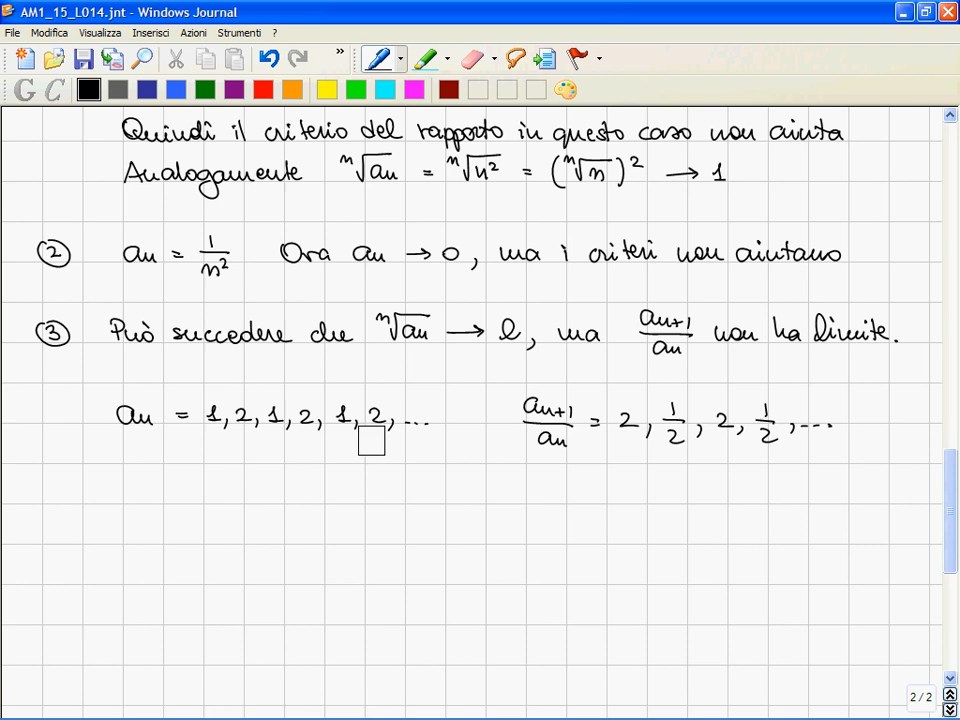 AM1_15_L014.jnt - Windows Journal
File Modifica Visualizza Inserisci Azioni Strumenti ?
»
G C
Quindi il criterio del rapporto in questo caso non aiuta
Analogamente ⁿ√an = ⁿ√n² = (ⁿ√n)² → 1
② an = 1/n² Ora an → 0, ma i criteri non aiutano
③ Può succedere che ⁿ√an → l, ma an+1/an non ha limite.
an = 1, 2, 1, 2, 1, 2, ... an+1/an = 2, 1/2, 2, 1/2, ...
2 / 2